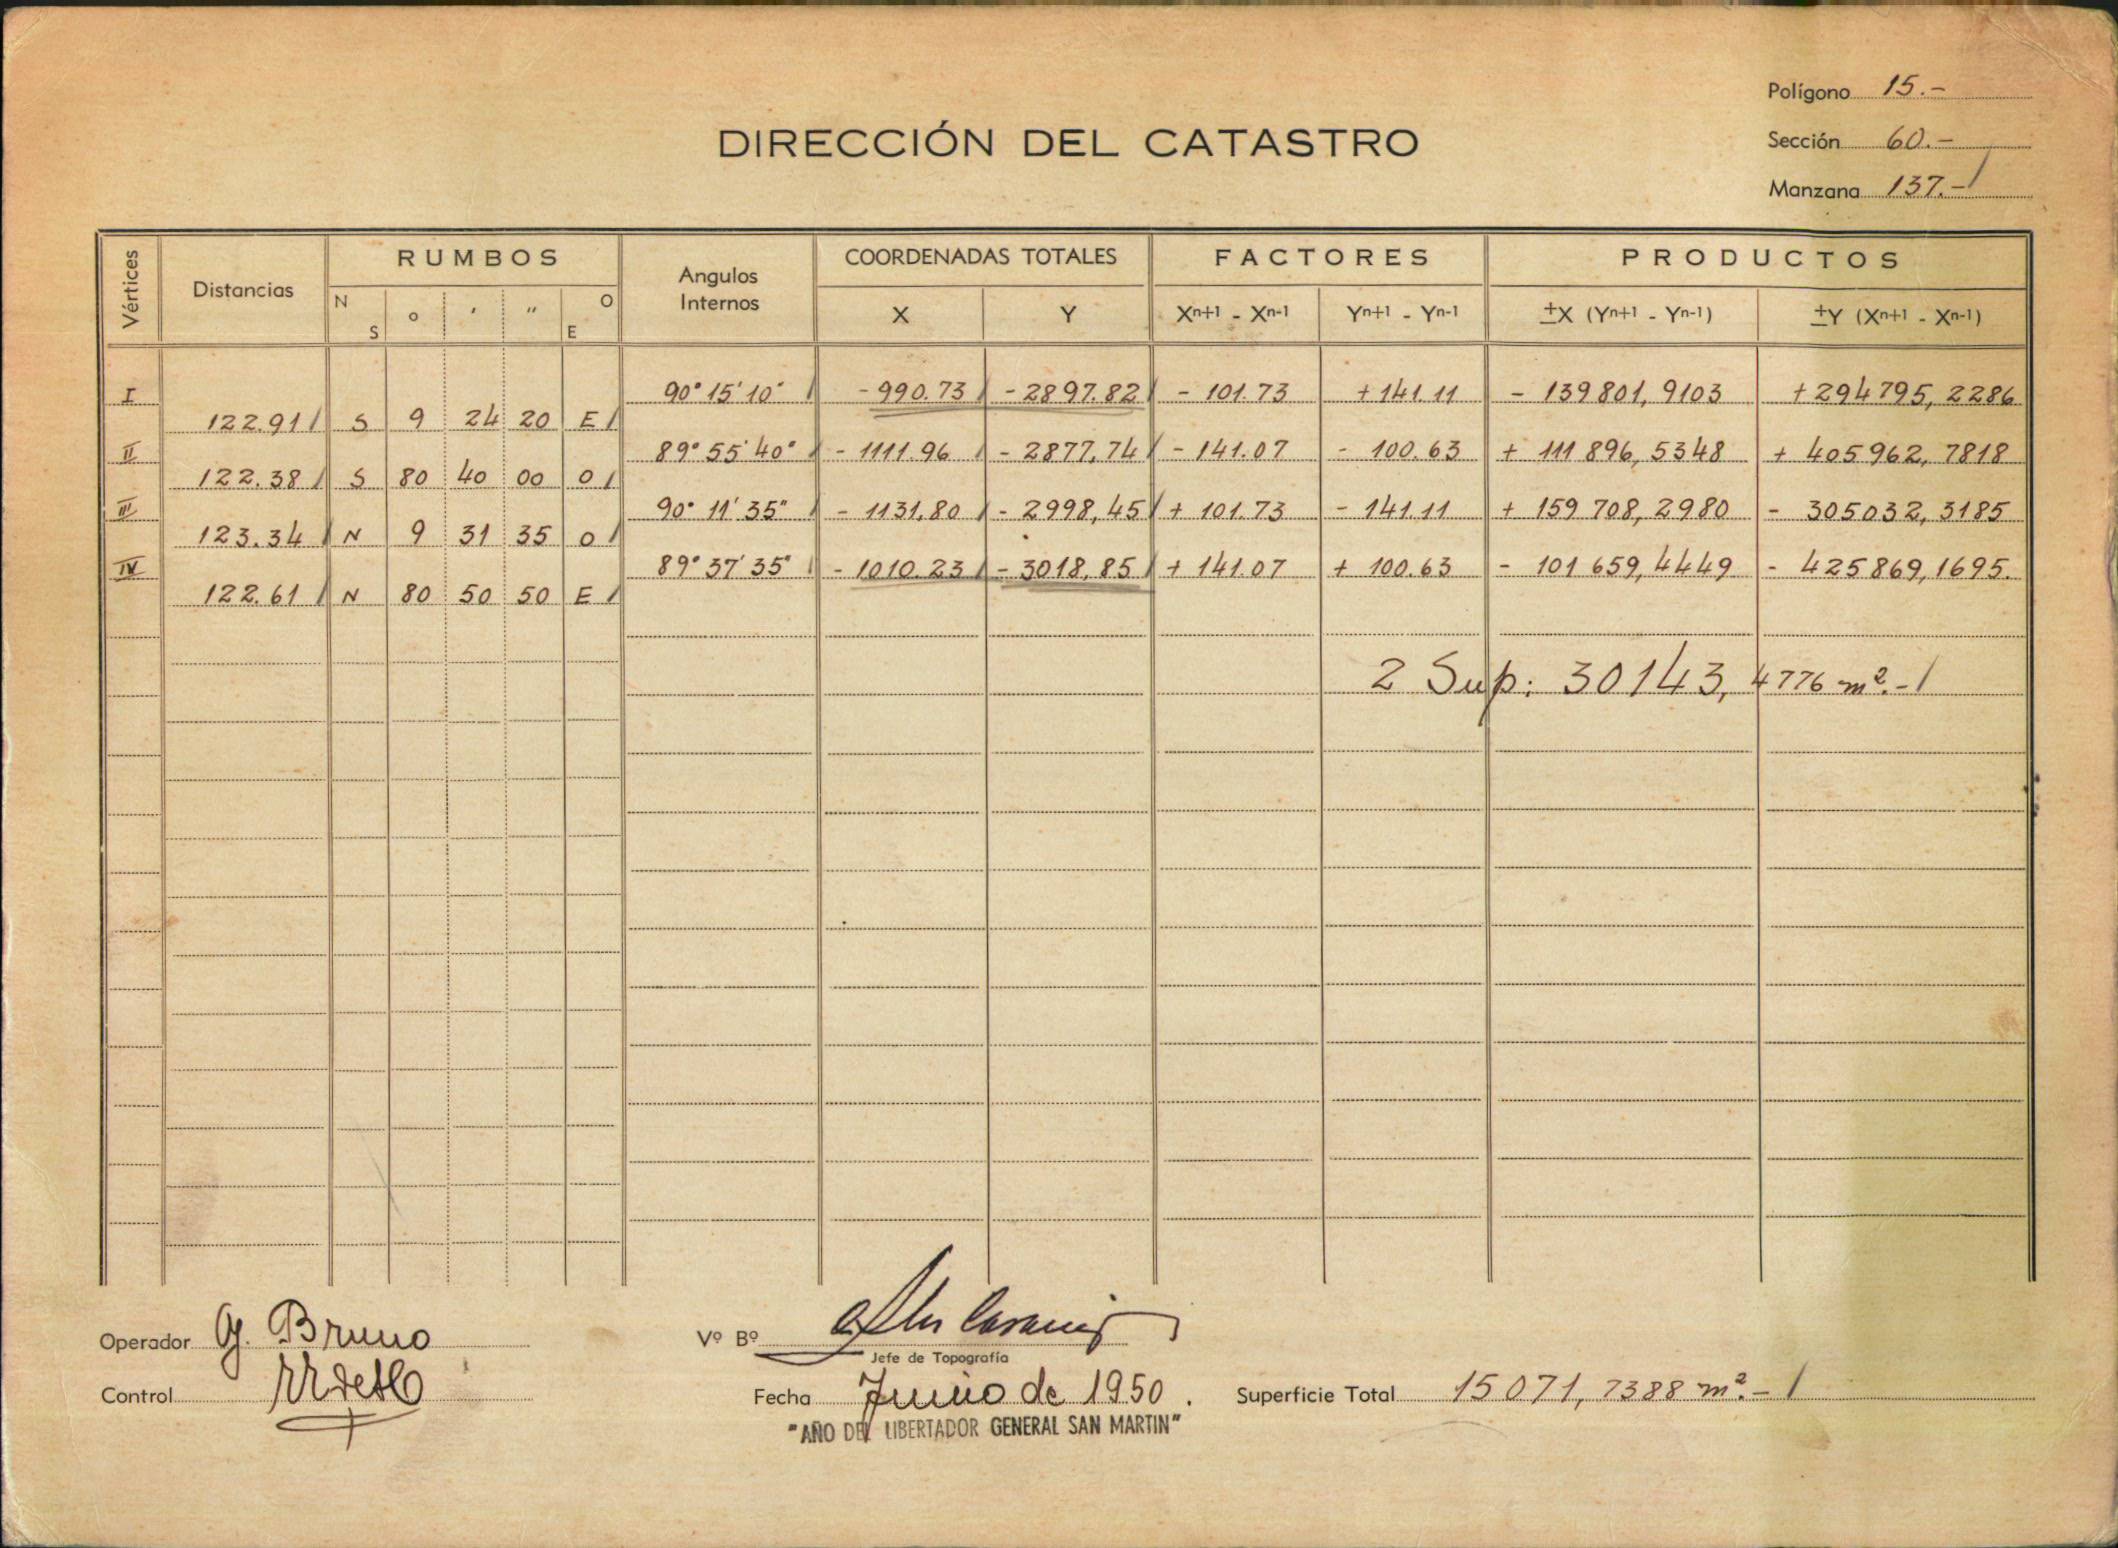 Polígono 15.-
DIRECCIÓN DEL CATASTRO
Sección 60.-
Manzana 137.-/
Vértices Distancias RUMBOS Angulos Internos COORDENADAS TOTALES FACTORES PRODUCTOS
N S o ′ ″ O E X Y Xn+1 - Xn-1 Yn+1 - Yn-1 ±X (Yn+1 - Yn-1) ±Y (Xn+1 - Xn-1)
I 90° 15' 10" / - 990.73 / - 2897.82 / - 101.73 + 141.11 - 139801,9103 + 294795,2286
122.91 / S 9 24 20 E /
II 89° 55' 40" / - 1111.96 / - 2877,74 / - 141.07 - 100.63 + 111896,5348 + 405962,7818
122.38 / S 80 40 00 O /
III 90° 11' 35" / - 1131,80 / - 2998,45 / + 101.73 - 141.11 + 159708,2980 - 305032,3185
123.34 / N 9 31 35 O /
IV 89° 37' 35" / - 1010.23 / - 3018,85 / + 141.07 + 100.63 - 101659,4449 - 425869,1695.
122.61 / N 80 50 50 E /
2 Sup: 30143,4776 m².-/
Operador G. Bruno
Vº Bº
Jefe de Topografía
Control
Fecha Junio de 1950.
Superficie Total 15071,7388 m².- /
"AÑO DEL LIBERTADOR GENERAL SAN MARTIN"